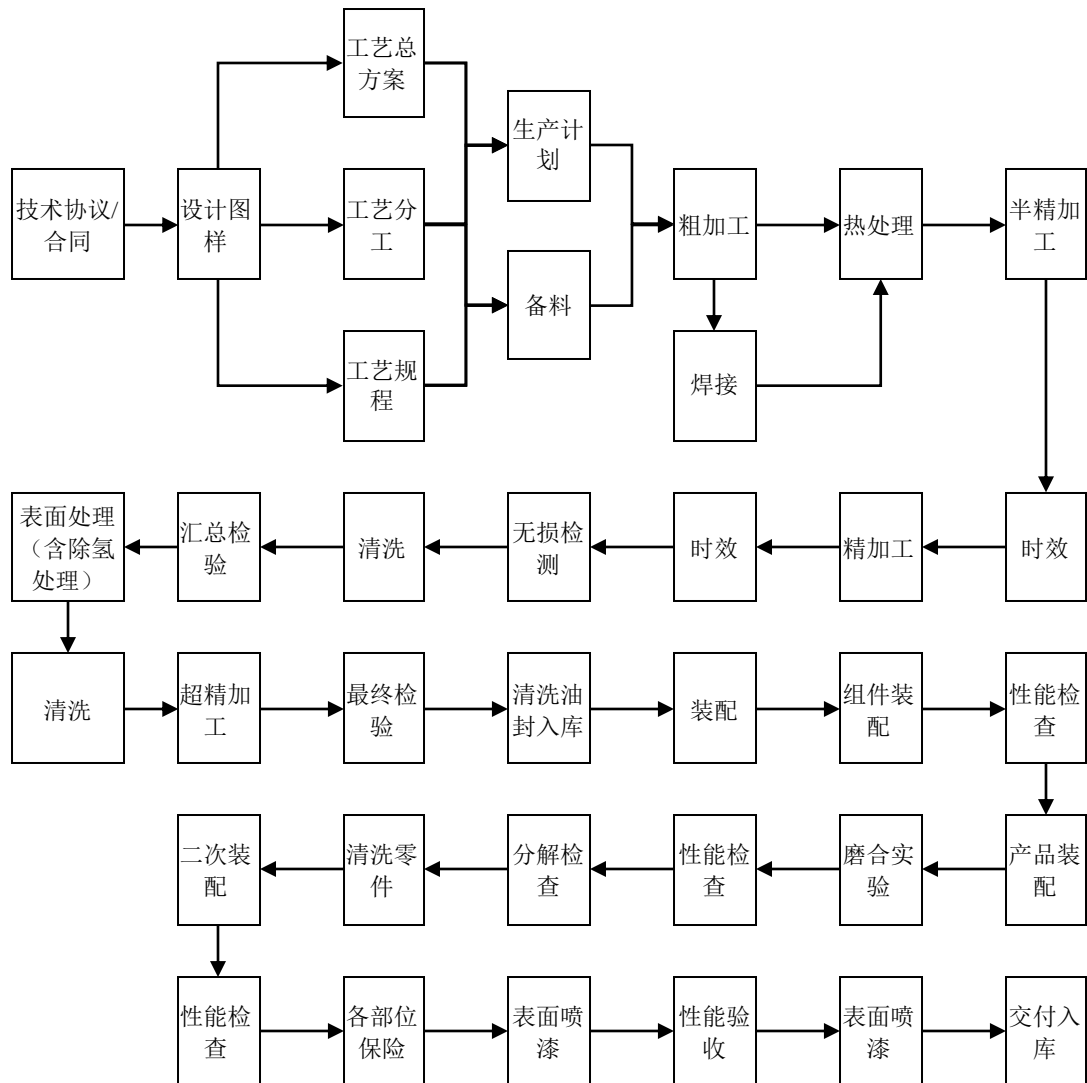 工艺总
方案
生产计
划
技术协议/
合同
设计图
样
工艺分
工
粗加工
热处理
半精加
工
备料
工艺规
程
焊接
表面处理
（含除氢
处理）
汇总检
验
清洗
无损检
测
时效
精加工
时效
清洗
超精加
工
最终检
验
清洗油
封入库
装配
组件装
配
性能检
查
二次装
配
清洗零
件
分解检
查
性能检
查
磨合实
验
产品装
配
性能检
查
各部位
保险
表面喷
漆
性能验
收
表面喷
漆
交付入
库